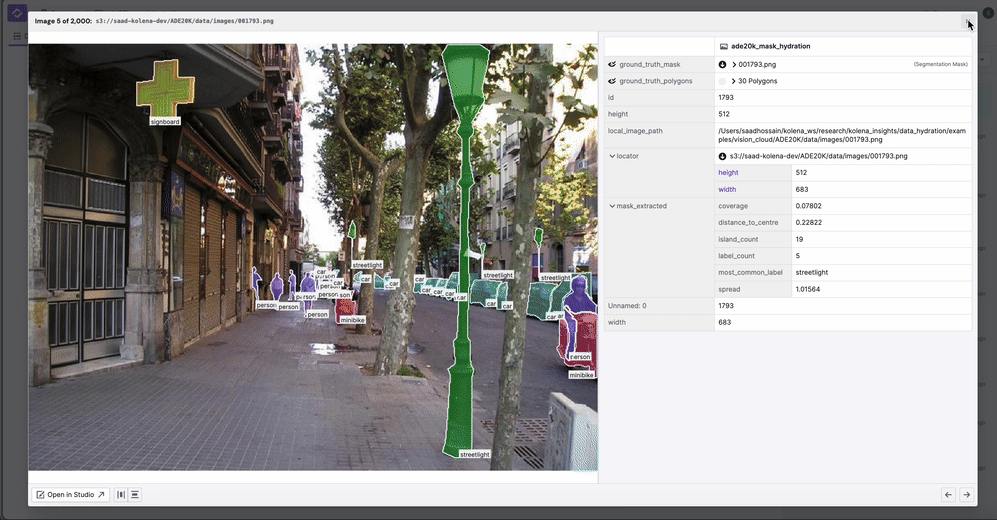 Image 5 of 2,000: s3://saad-kolena-dev/ADE20K/data/images/001793.png
signboard
streetlight
car
person
car
person
car
person
son
person
person
person
minibike
car
car
car
car
car
car
streetlight
car
car
streetlight
car
ar
person
minibike
streetlight
ade20k_mask_hydration
ground_truth_mask 001793.png (Segmentation Mask)
ground_truth_polygons 30 Polygons
id 1793
height 512
local_image_path /Users/saadhossain/kolena_ws/research/kolena_insights/data_hydration/exam
ples/vision_cloud/ADE20K/data/images/001793.png
locator s3://saad-kolena-dev/ADE20K/data/images/001793.png
height 512
width 683
mask_extracted coverage 0.07802
distance_to_centre 0.22822
island_count 19
label_count 5
most_common_label streetlight
spread 1.01564
Unnamed: 0 1793
width 683
Open in Studio